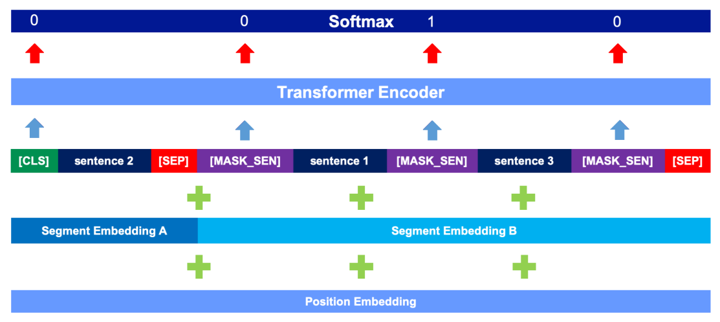 0 0 Softmax 1 0
Transformer Encoder
[CLS] sentence 2 [SEP] [MASK_SEN] sentence 1 [MASK_SEN] sentence 3 [MASK_SEN] [SEP]
Segment Embedding A Segment Embedding B
Position Embedding